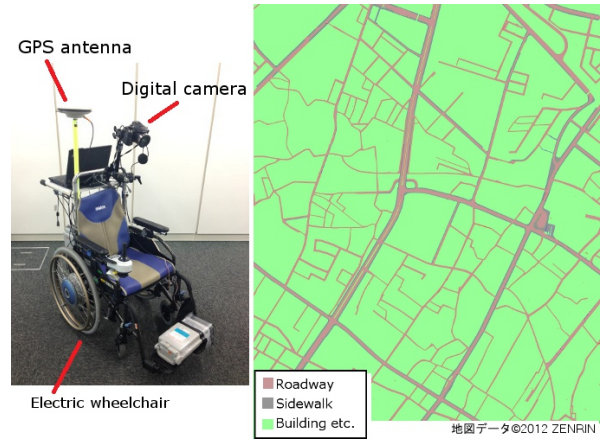 GPS antenna
Digital camera
Electric wheelchair
Roadway
Sidewalk
Building etc.
地図データ©2012 ZENRIN